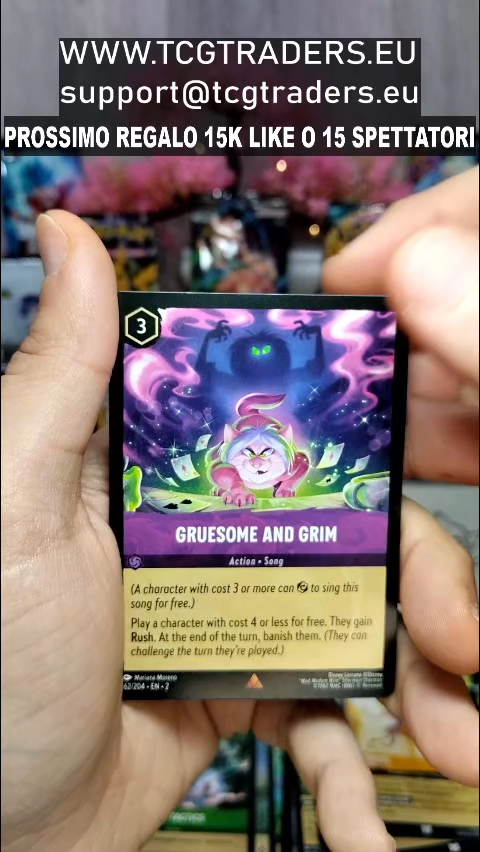 WWW.TCGTRADERS.EU
support@tcgtraders.eu
PROSSIMO REGALO 15K LIKE O 15 SPETTATORI
3
GRUESOME AND GRIM
Action • Song
(A character with cost 3 or more can to sing this
song for free.)
Play a character with cost 4 or less for free. They gain
Rush. At the end of the turn, banish them. (They can
challenge the turn they're played.)
Mariana Moreno
62/204 • EN • 2